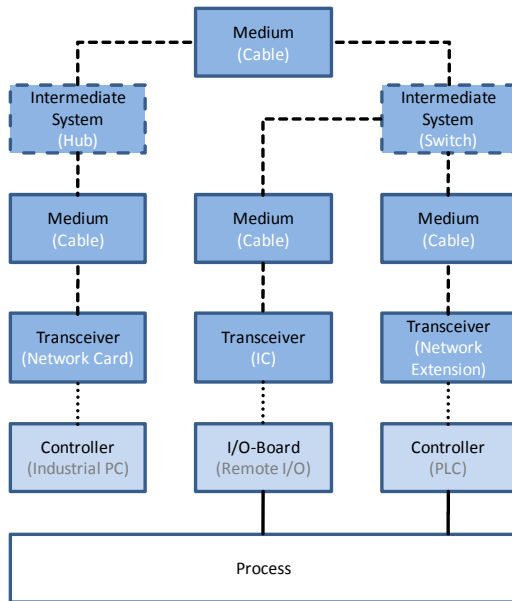 Medium
(Cable)
Intermediate
System
(Hub)
Intermediate
System
(Switch)
Medium
(Cable)
Medium
(Cable)
Medium
(Cable)
Transceiver
(Network Card)
Transceiver
(IC)
Transceiver
(Network
Extension)
Controller
(Industrial PC)
I/O-Board
(Remote I/O)
Controller
(PLC)
Process